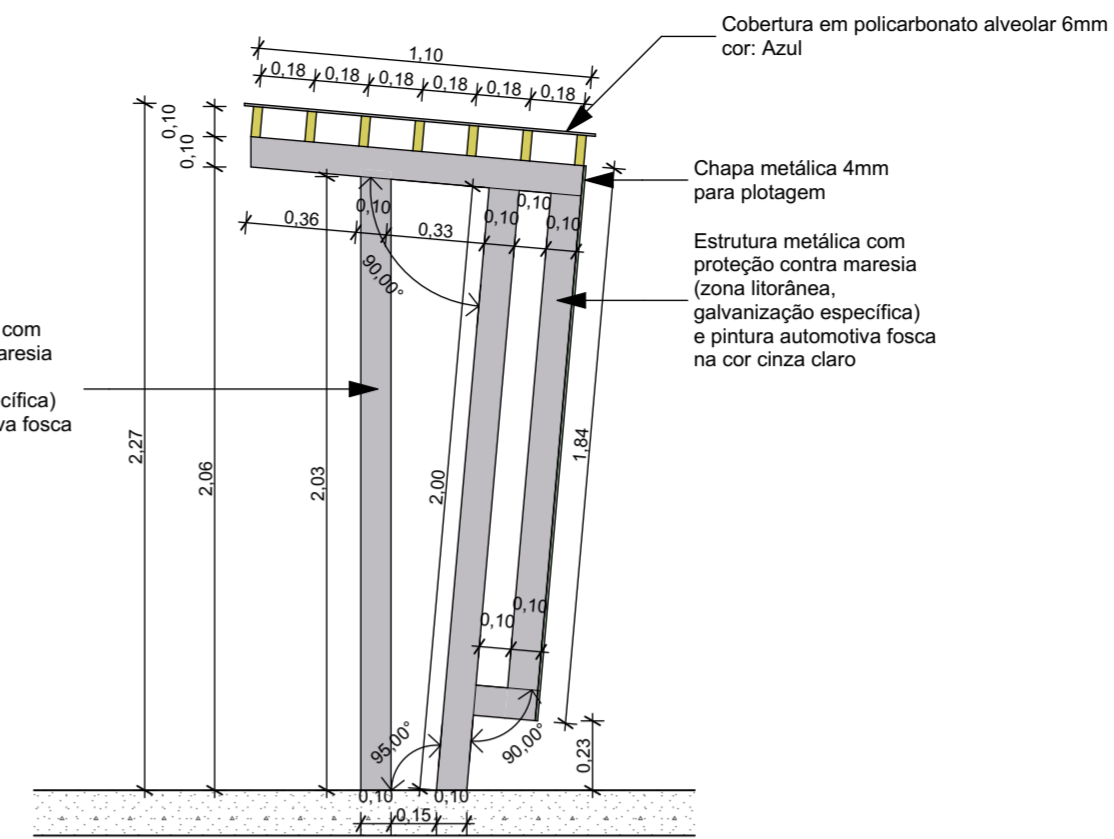 Cobertura em policarbonato alveolar 6mm
cor: Azul
1,10
0,18 0,18 0,18 0,18 0,18 0,18
0,10
0,10
Chapa metálica 4mm
para plotagem
0,36
0,10
0,33
0,10
0,10
0,10
90,00°
Estrutura metálica com
proteção contra maresia
(zona litorânea,
galvanização específica)
e pintura automotiva fosca
na cor cinza claro
com
aresia
cífica)
va fosca
2,27
2,06
2,03
2,00
1,84
0,10
0,10
95,00°
90,00°
0,23
0,10
0,15
0,10